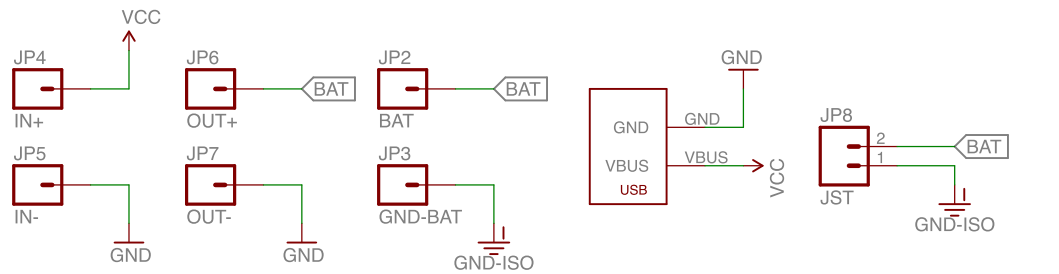 VCC
JP4
IN+
JP6
BAT
OUT+
JP2
BAT
BAT
JP5
IN-
GND
JP7
OUT-
GND
JP3
GND-BAT
GND-ISO
GND
GND GND
VBUS VBUS
VCC
USB
JP8
2
BAT
1
JST
GND-ISO